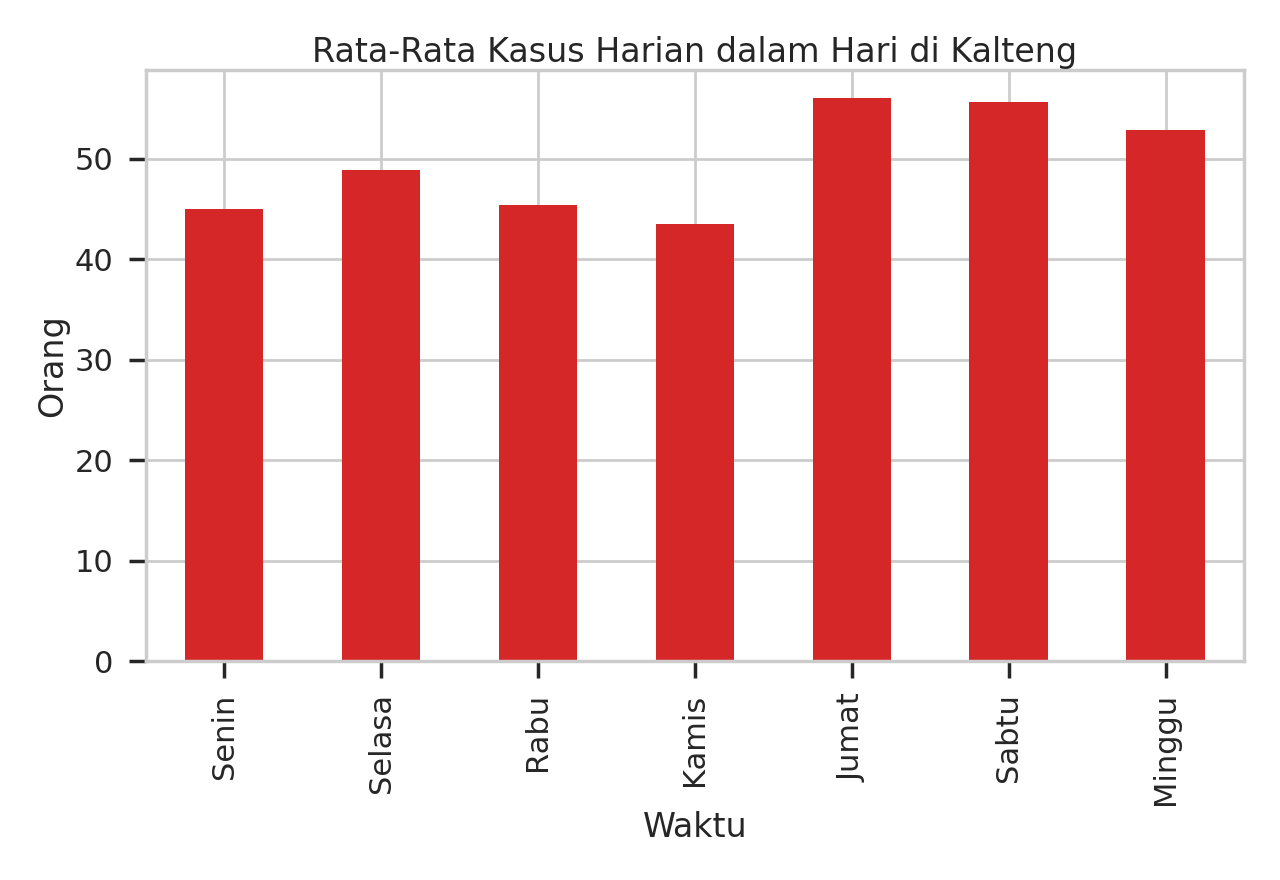 Rata-Rata Kasus Harian dalam Hari di Kalteng
Orang
50
40
30
20
10
0
Senin
Selasa
Rabu
Kamis
Jumat
Sabtu
Minggu
Waktu